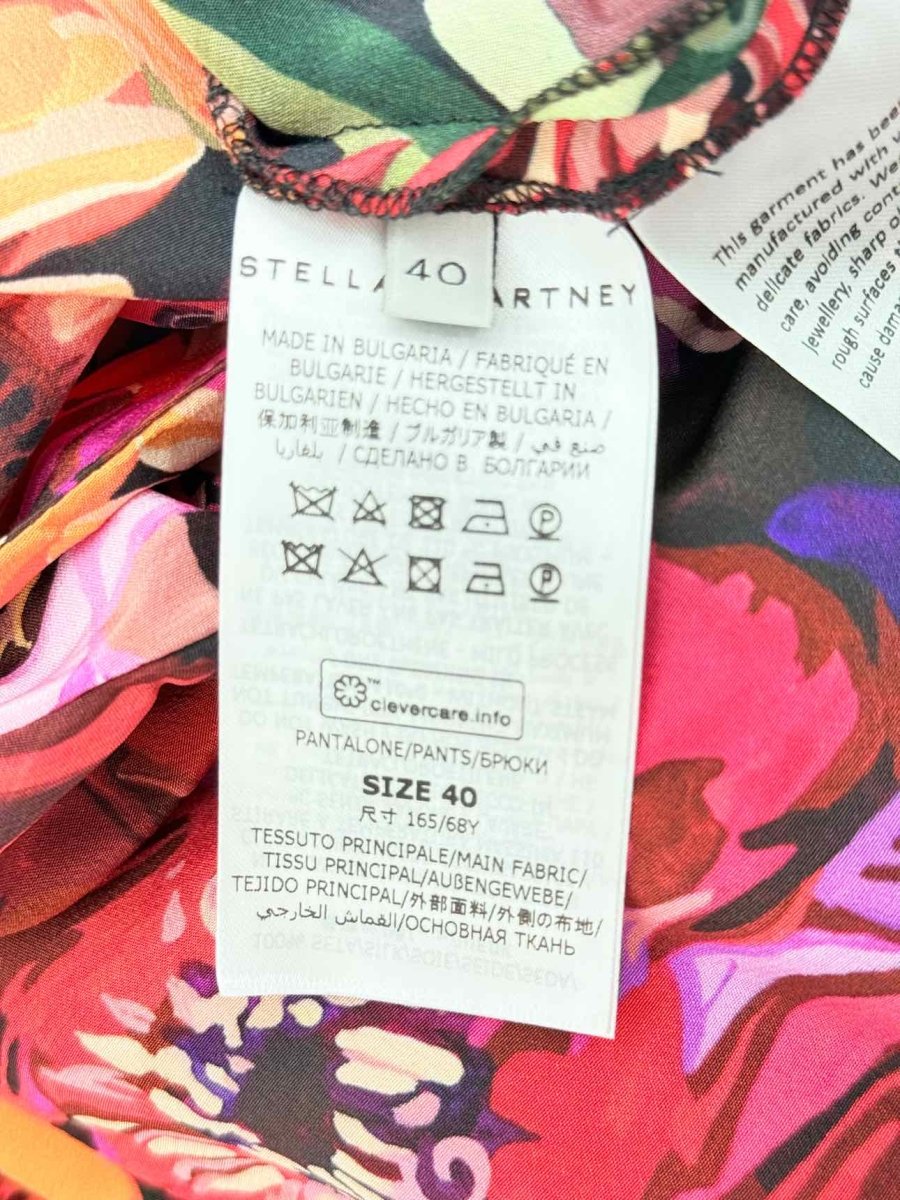 40
STELLA ARTNEY
MADE IN BULGARIA / FABRIQUÉ EN
BULGARIE / HERGESTELLT IN
BULGARIEN / HECHO EN BULGARIA /
保加利亚制造 / ブルガリア製 / صنع في
بلغاريا / СДЕЛАНО В БОЛГАРИИ
P
P
™
clevercare.info
PANTALONE/PANTS/БРЮКИ
SIZE 40
尺寸 165/68Y
TESSUTO PRINCIPALE/MAIN FABRIC/
TISSU PRINCIPAL/AUßENGEWEBE/
TEJIDO PRINCIPAL/外部面料/外側の布地/
القماش الخارجي/ОСНОВНАЯ ТКАНЬ
This garment has bee
manufactured with
delicate fabrics. We
care, avoiding cont
jewellery, sharp o
rough surfaces
cause dama